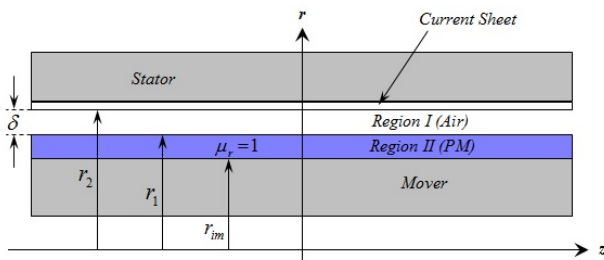 r
Current Sheet
Stator
δ
Region I (Air)
μr=1
Region II (PM)
r2
r1
Mover
rim
z